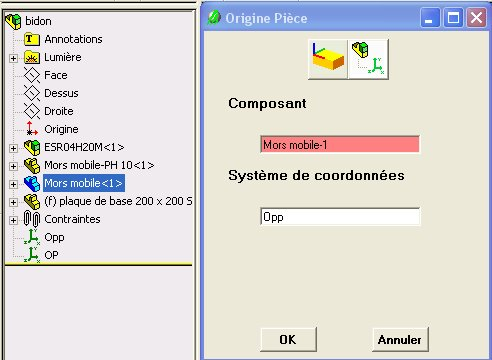 bidon
Annotations
Lumière
Face
Dessus
Droite
Origine
ESR04H20M<1>
Mors mobile-PH 10<1>
Mors mobile<1>
(f) plaque de base 200 x 200 S
Contraintes
Opp
OP
Origine Pièce
Composant
Mors mobile-1
Système de coordonnées
Opp
OK
Annuler